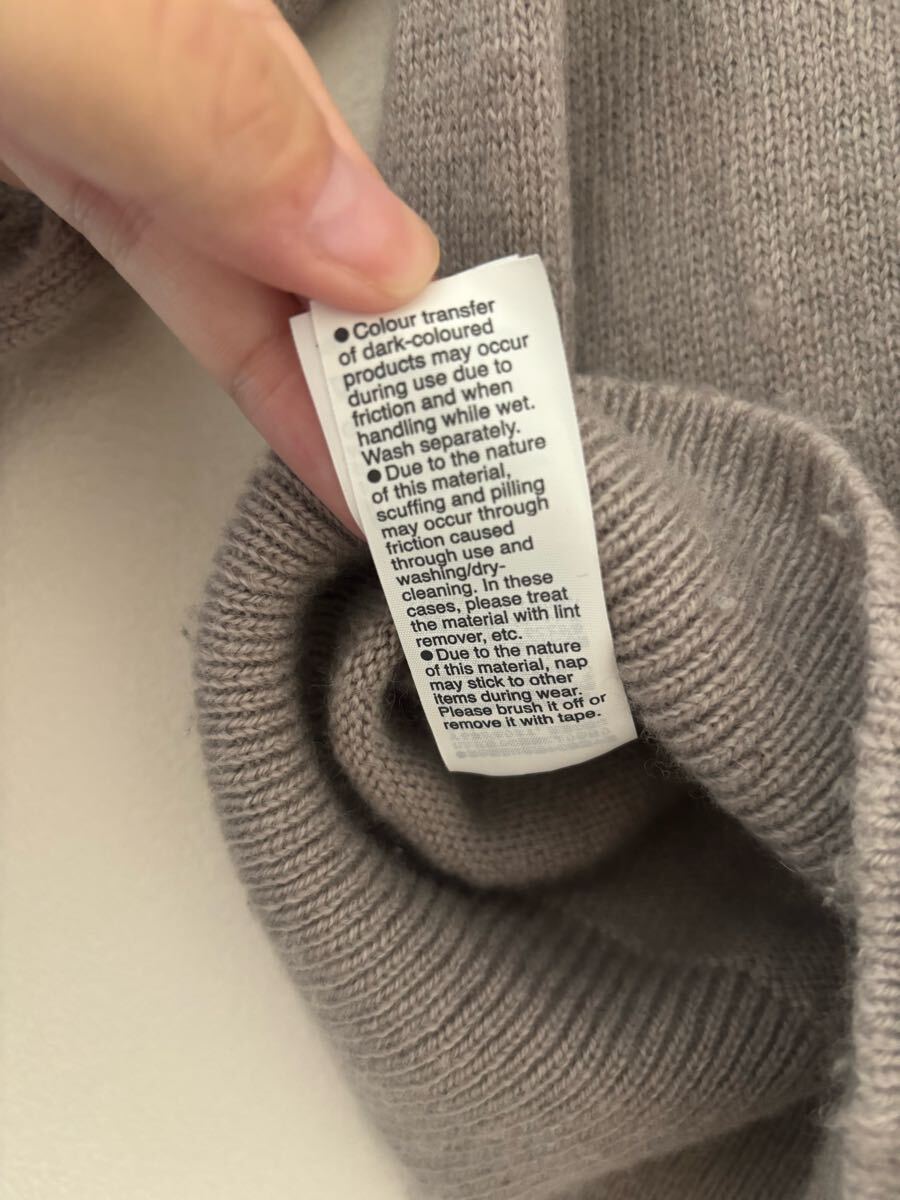 ●Colour transfer
of dark-coloured
products may occur
during use due to
friction and when
handling while wet.
Wash separately.
●Due to the nature
of this material,
scuffing and pilling
may occur through
friction caused
through use and
washing/dry-
cleaning. In these
cases, please treat
the material with lint
remover, etc.
●Due to the nature
of this material, nap
may stick to other
items during wear.
Please brush it off or
remove it with tape.